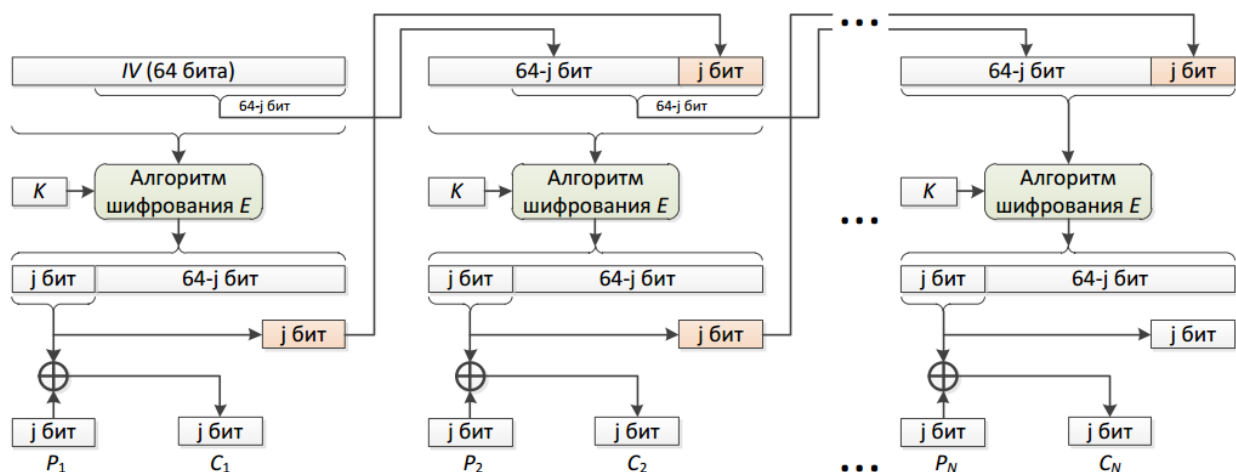 ...
IV (64 бита)
64-j бит
j бит
64-j бит
j бит
64-j бит
64-j бит
K
Алгоритм
шифрования E
K
Алгоритм
шифрования E
K
Алгоритм
шифрования E
...
j бит
64-j бит
j бит
64-j бит
j бит
64-j бит
j бит
j бит
j бит
j бит
j бит
j бит
j бит
j бит
j бит
P1
C1
P2
C2
...
PN
CN